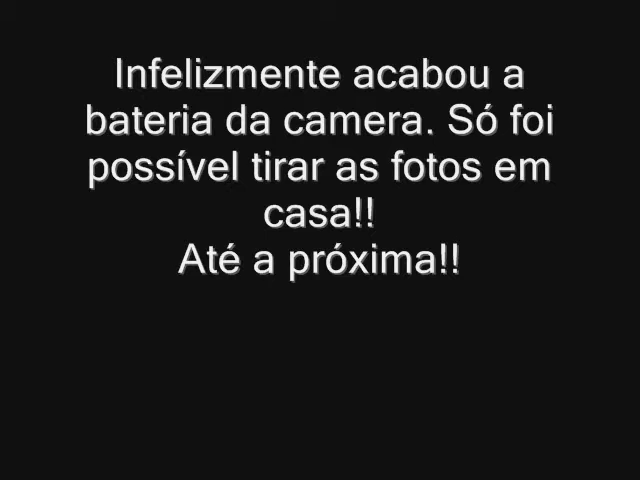 Infelizmente acabou a
bateria da camera. Só foi
possível tirar as fotos em
casa!!
Até a próxima!!